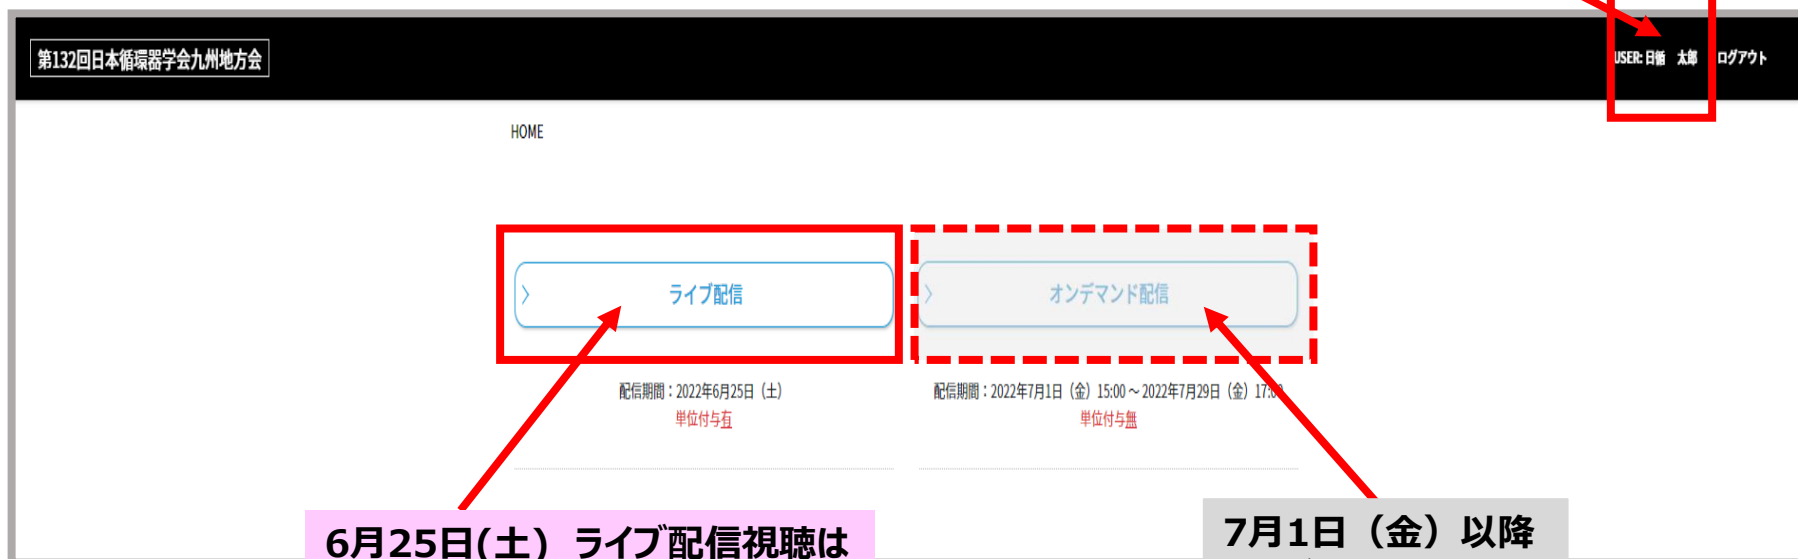 第132回日本循環器学会九州地方会
USER: 日循 太郎 ログアウト
HOME
ライブ配信
オンデマンド配信
配信期間：2022年6月25日（土）
単位付与有
配信期間：2022年7月1日（金）15:00 ～ 2022年7月29日（金）17:00
単位付与無
6月25日(土) ライブ配信視聴は
7月1日（金）以降